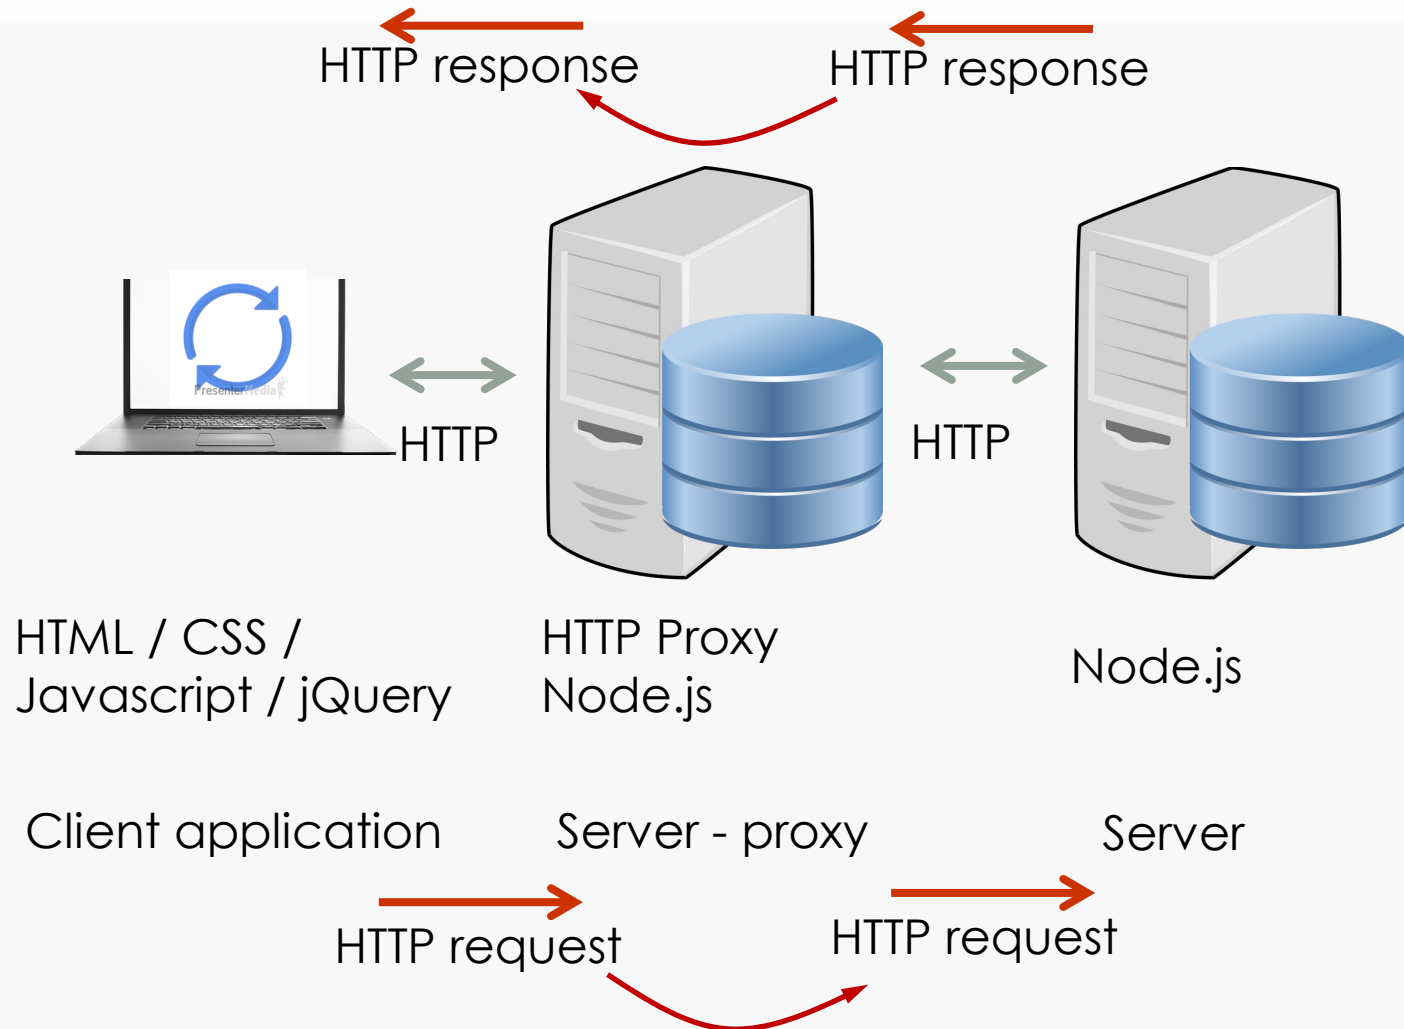 HTTP response
HTTP response
PresenterMedia
HTTP
HTTP
HTML / CSS /
Javascript / jQuery
HTTP Proxy
Node.js
Node.js
Client application
Server - proxy
Server
HTTP request
HTTP request